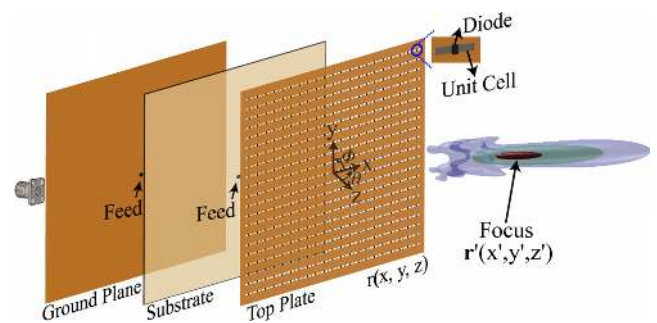 Diode
Unit Cell
y
x
z
Φ
θ
Feed
Feed
Focus
r'(x',y',z')
r(x, y, z)
Ground Plane
Substrate
Top Plate